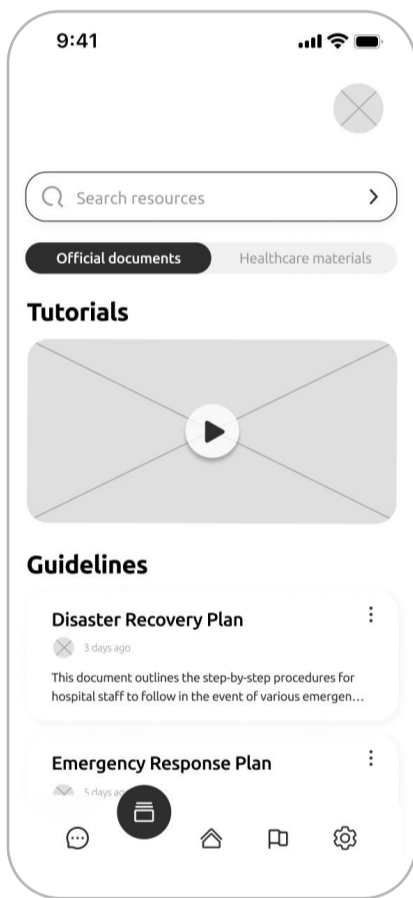 9:41
Search resources
Official documents Healthcare materials
Tutorials
Guidelines
Disaster Recovery Plan
3 days ago
This document outlines the step-by-step procedures for
hospital staff to follow in the event of various emergen...
Emergency Response Plan
5 days ago